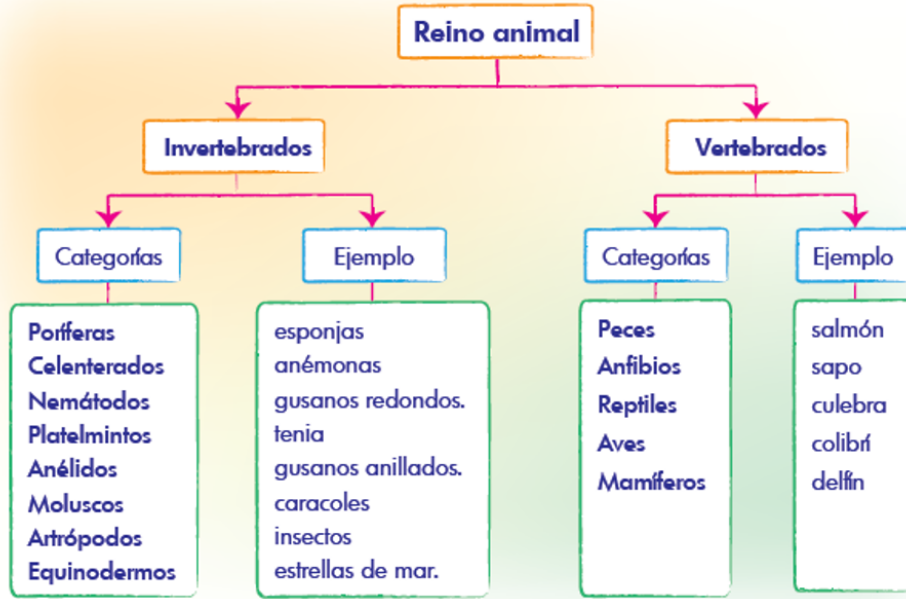 Reino animal
Invertebrados
Vertebrados
Categorías
Ejemplo
Categorías
Ejemplo
Poríferas
Celenterados
Nemátodos
Platelmintos
Anélidos
Moluscos
Artrópodos
Equinodermos
esponjas
anémonas
gusanos redondos.
tenia
gusanos anillados.
caracoles
insectos
estrellas de mar.
Peces
Anfibios
Reptiles
Aves
Mamíferos
salmón
sapo
culebra
colibrí
delfín